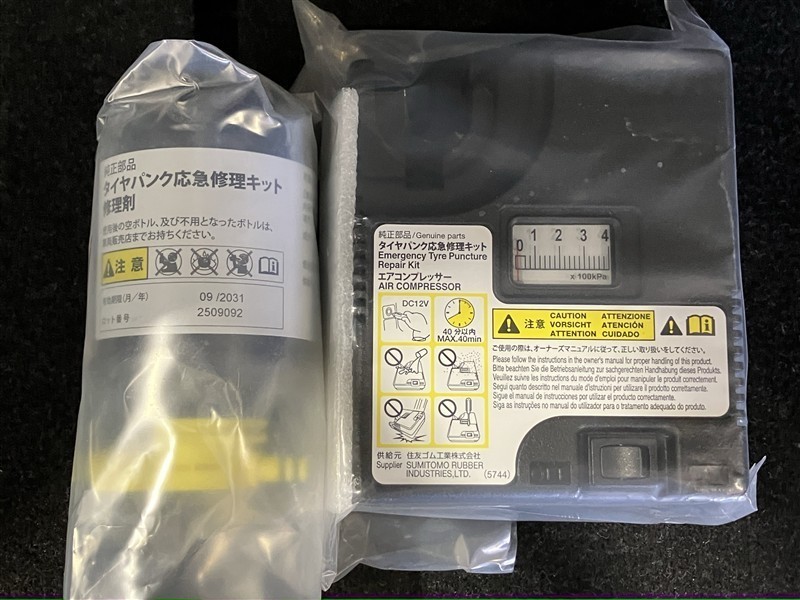 純正部品
タイヤパンク応急修理キット
修理剤
使用後の空ボトル、及び不用となったボトルは、
車両販売店までお持ちください。
注意
有効期限(月/年) 09 /2031
ロット番号 2509092
純正部品/Genuine parts
タイヤパンク応急修理キット
Emergency Tyre Puncture
Repair Kit
エアコンプレッサー
AIR COMPRESSOR
DC12V
40分以内
MAX.40min
供給元 住友ゴム工業株式会社
Supplier SUMITOMO RUBBER
INDUSTRIES,LTD. (5744)
0 1 2 3 4
x 100kPa
注意
CAUTION ATTENZIONE
VORSICHT ATENCIÓN
ATTENTION CUIDADO
ご使用の際は、オーナーズマニュアルに従って、正しい取り扱いをしてください。
Please follow the instructions in the owner's manual for proper handling of this product.
Bitte beachten Sie die Betriebsanleitung zur sachgerechten Handhabung dieses Produkts.
Veuillez suivre les instructions du mode d'emploi pour manipuler le produit correctement.
Segui quanto descritto nel manuale d'istruzioni per utilizzare il prodotto correttamente.
Sigue el manual de instrucciones por utilizar el producto correctamente.
Siga as instruções no manual do utilizador para o tratamento adequado do produto.